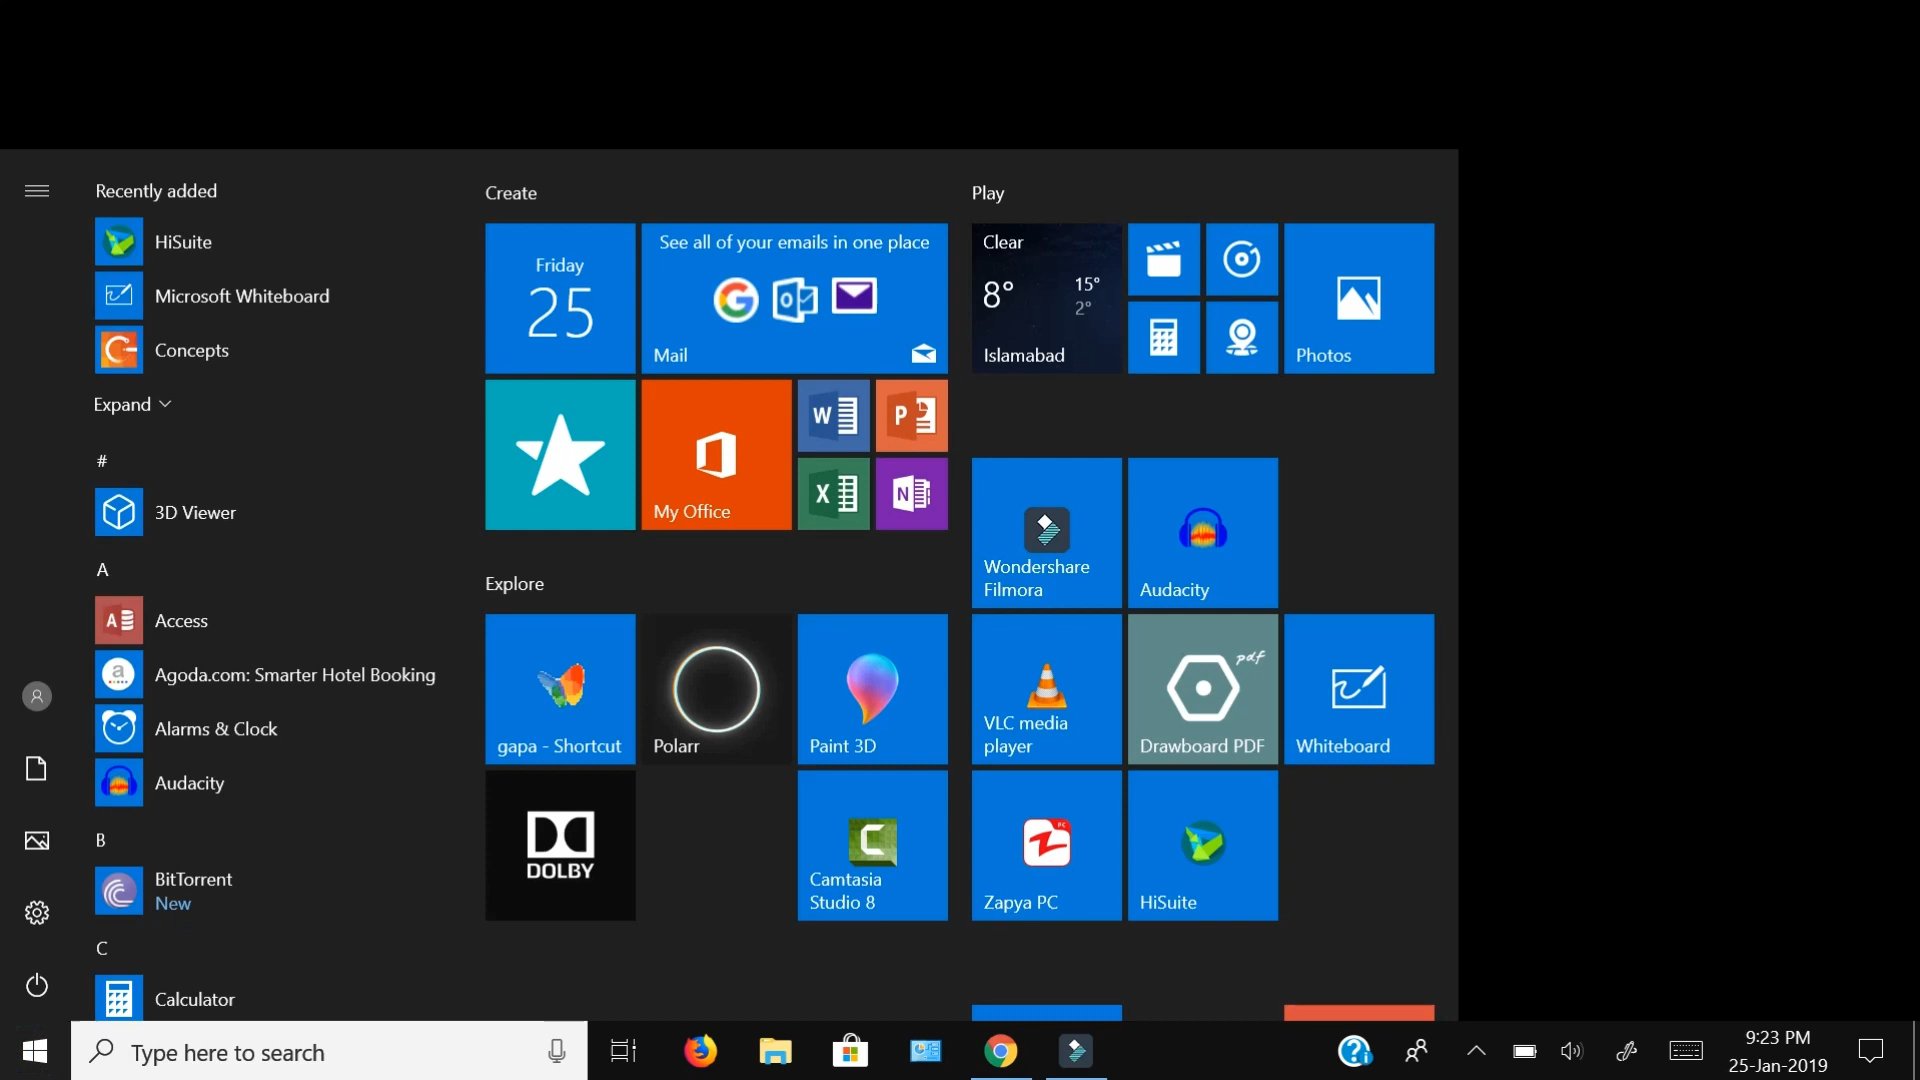 Recently added
HiSuite
Microsoft Whiteboard
Concepts
Expand
#
3D Viewer
A
Access
Agoda.com: Smarter Hotel Booking
Alarms & Clock
Audacity
B
BitTorrent
New
C
Calculator
Create
Friday
25
See all of your emails in one place
Mail
My Office
Explore
gapa - Shortcut
Polarr
Paint 3D
DOLBY
Camtasia
Studio 8
Play
Clear
8°
15°
2°
Islamabad
Photos
Wondershare
Filmora
Audacity
VLC media
player
pdf
Drawboard PDF
Whiteboard
PC
Zapya PC
HiSuite
Type here to search
9:23 PM
25-Jan-2019